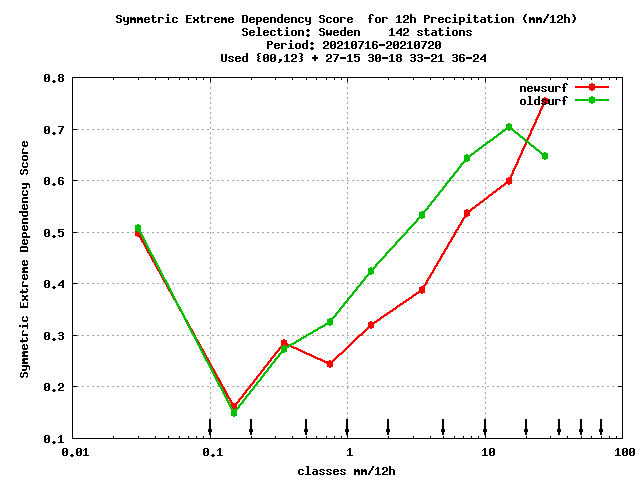 Symmetric Extreme Dependency Score  for 12h Precipitation (mm/12h)
Selection: Sweden    142 stations
Period: 20210716-20210720
Used {00,12} + 27-15 30-18 33-21 36-24
newsurf
oldsurf
0.8
0.7
0.6
0.5
0.4
0.3
0.2
0.1
Symmetric Extreme Dependency Score
0.01 0.1 1 10 100
classes mm/12h